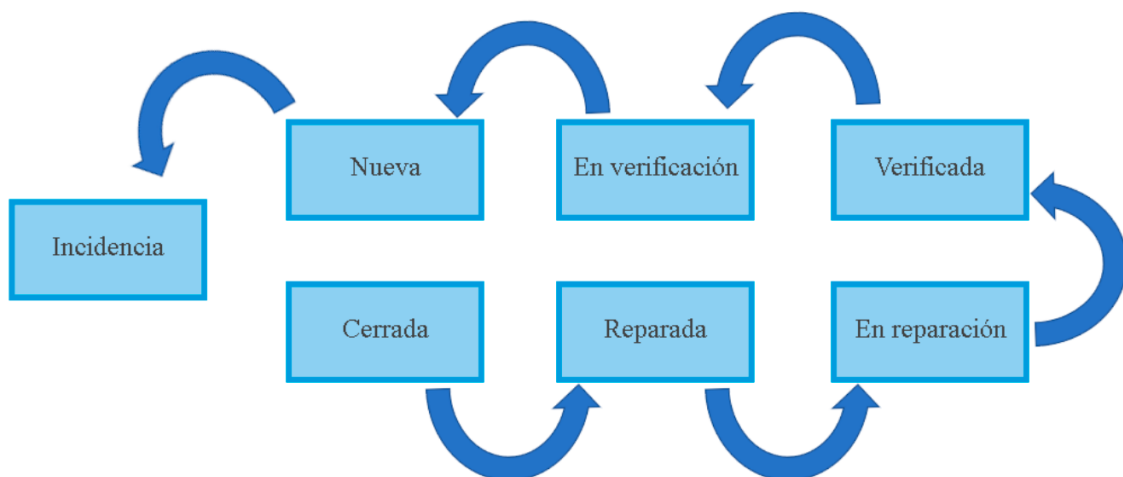 Nueva
En verificación
Verificada
Incidencia
Cerrada
Reparada
En reparación